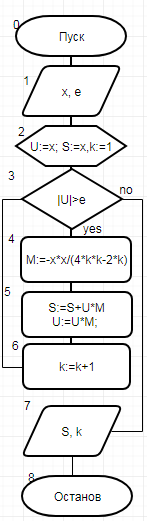 0
Пуск
1
x, e
2
U:=x; S:=x,k:=1
3
|U|>e
no
yes
4
M:=-x*x/(4*k*k-2*k)
5
S:=S+U*M
U:=U*M;
6
k:=k+1
7
S, k
8
Останов